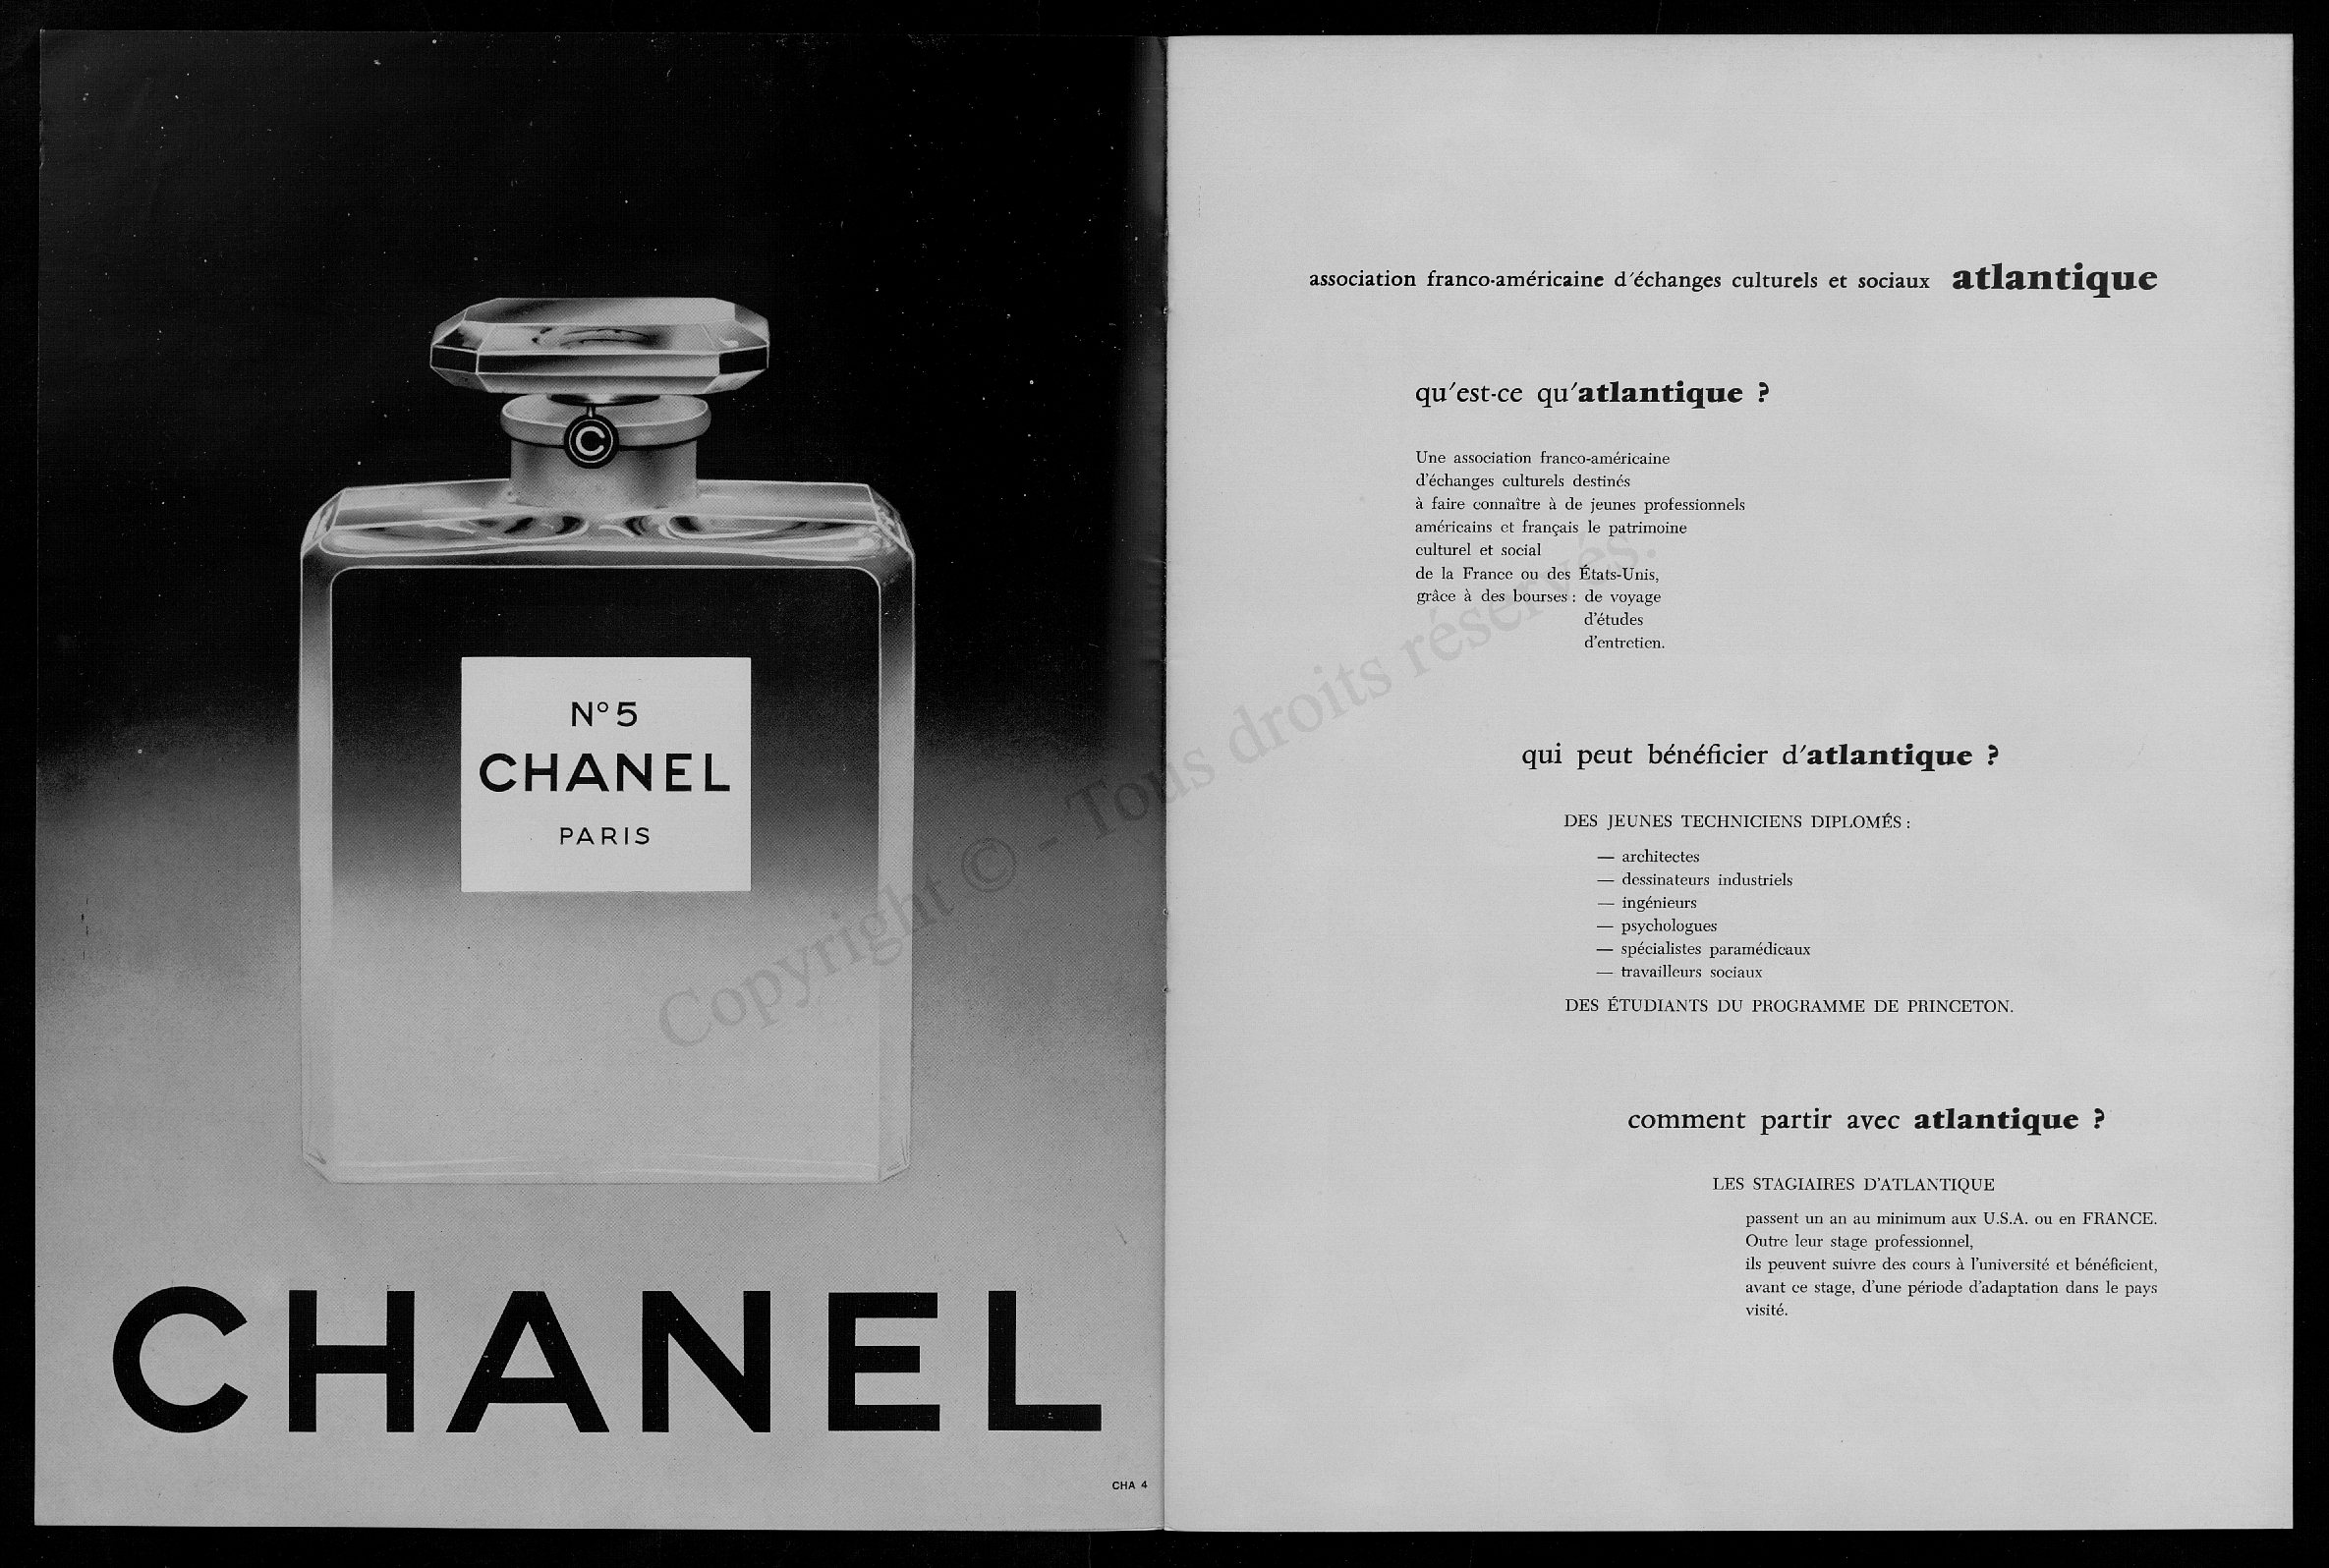 C
N° 5
CHANEL
PARIS
CHANEL
CHA 4
association franco-américaine d'échanges culturels et sociaux atlantique
qu'est-ce qu'atlantique ?
Une association franco-américaine
d'échanges culturels destinés
à faire connaître à de jeunes professionnels
américains et français le patrimoine
culturel et social
de la France ou des États-Unis,
grâce à des bourses : de voyage
d'études
d'entretien.
qui peut bénéficier d'atlantique ?
DES JEUNES TECHNICIENS DIPLOMÉS :
— architectes
— dessinateurs industriels
— ingénieurs
— psychologues
— spécialistes paramédicaux
— travailleurs sociaux
DES ÉTUDIANTS DU PROGRAMME DE PRINCETON.
comment partir avec atlantique ?
LES STAGIAIRES D'ATLANTIQUE
passent un an au minimum aux U.S.A. ou en FRANCE.
Outre leur stage professionnel,
ils peuvent suivre des cours à l'université et bénéficient,
avant ce stage, d'une période d'adaptation dans le pays
visité.
Copyright © - Tous droits réservés.